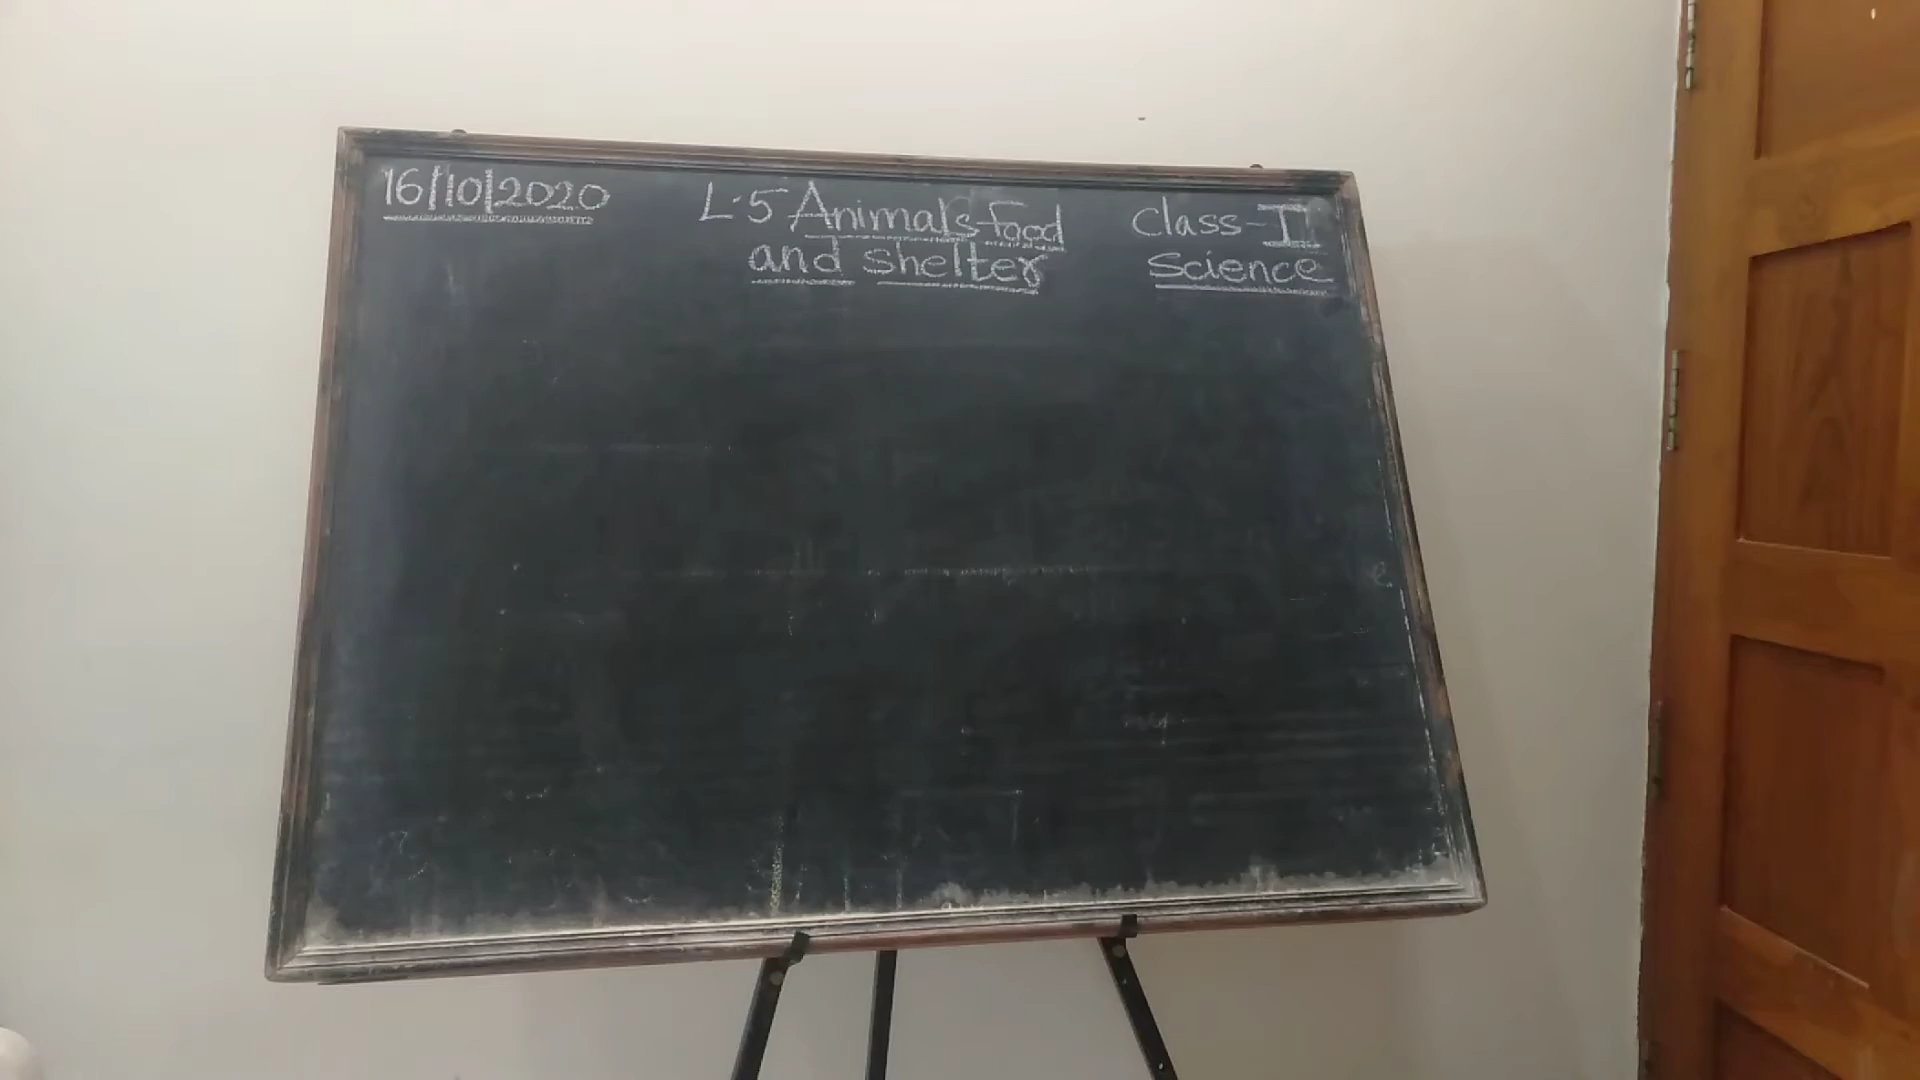 16/10/2020
L.5 Animals-Food
and shelter
Class-II
Science